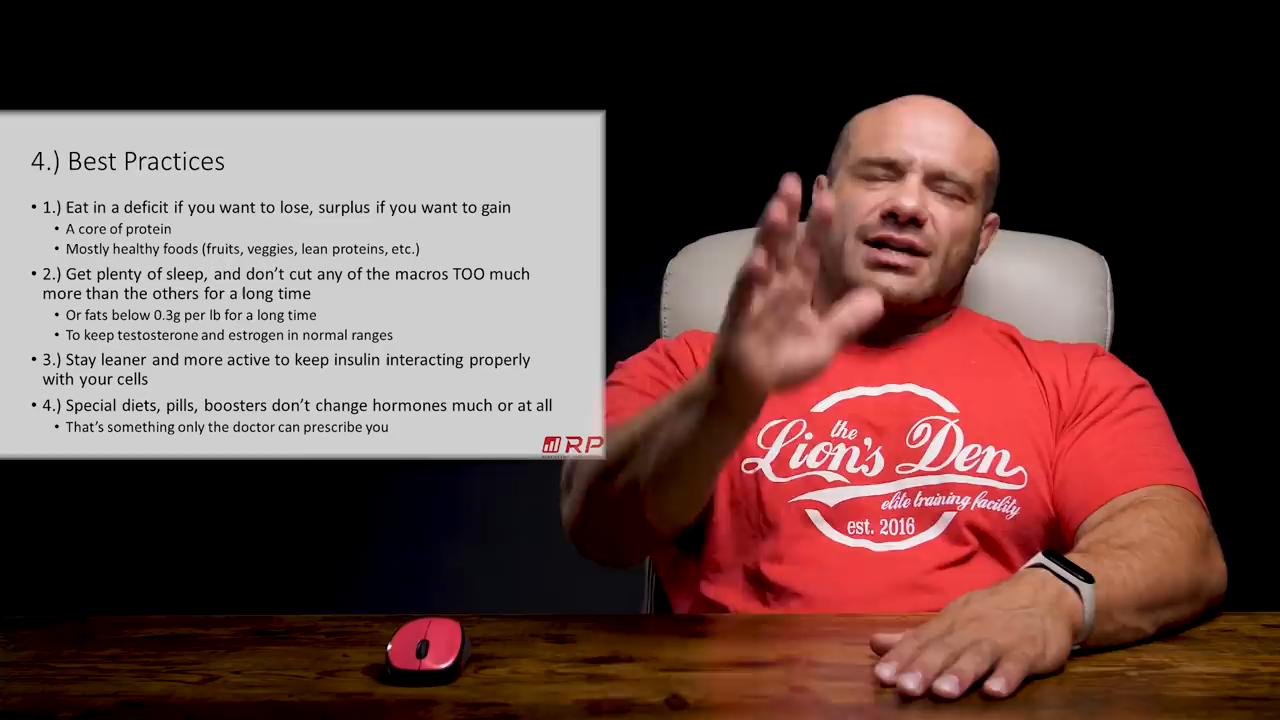 4.) Best Practices
• 1.) Eat in a deficit if you want to lose, surplus if you want to gain
• A core of protein
• Mostly healthy foods (fruits, veggies, lean proteins, etc.)
• 2.) Get plenty of sleep, and don't cut any of the macros TOO much
more than the others for a long time
• Or fats below 0.3g per lb for a long time
• To keep testosterone and estrogen in normal ranges
• 3.) Stay leaner and more active to keep insulin interacting properly
with your cells
• 4.) Special diets, pills, boosters don't change hormones much or at all
• That's something only the doctor can prescribe you
RP
the
Lion's Den
elite training facility
est. 2016